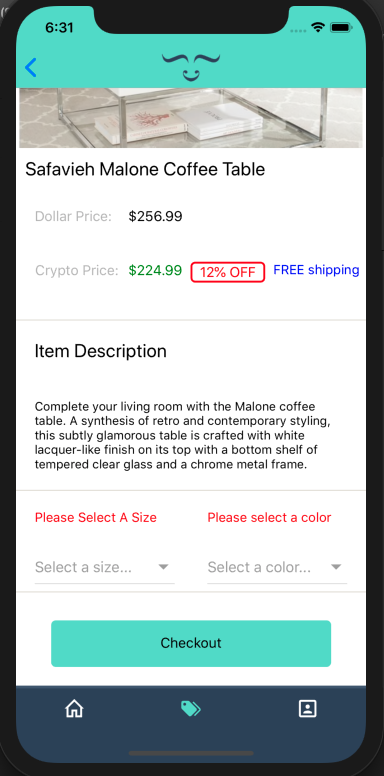 6:31
Safavieh Malone Coffee Table
Dollar Price: $256.99
Crypto Price: $224.99 12% OFF FREE shipping
Item Description
Complete your living room with the Malone coffee
table. A synthesis of retro and contemporary styling,
this subtly glamorous table is crafted with white
lacquer-like finish on its top with a bottom shelf of
tempered clear glass and a chrome metal frame.
Please Select A Size Please select a color
Select a size... Select a color...
Checkout